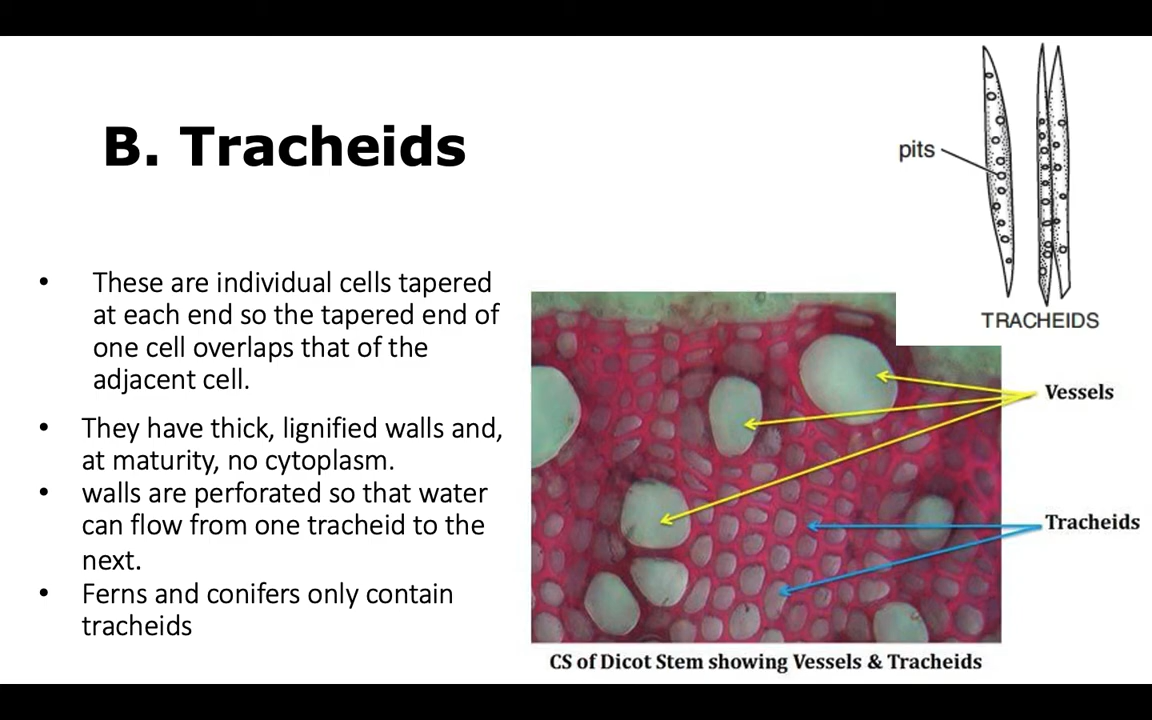 B. Tracheids
• These are individual cells tapered
at each end so the tapered end of
one cell overlaps that of the
adjacent cell.
• They have thick, lignified walls and,
at maturity, no cytoplasm.
• walls are perforated so that water
can flow from one tracheid to the
next.
• Ferns and conifers only contain
tracheids
pits
TRACHEIDS
Vessels
Tracheids
CS of Dicot Stem showing Vessels & Tracheids